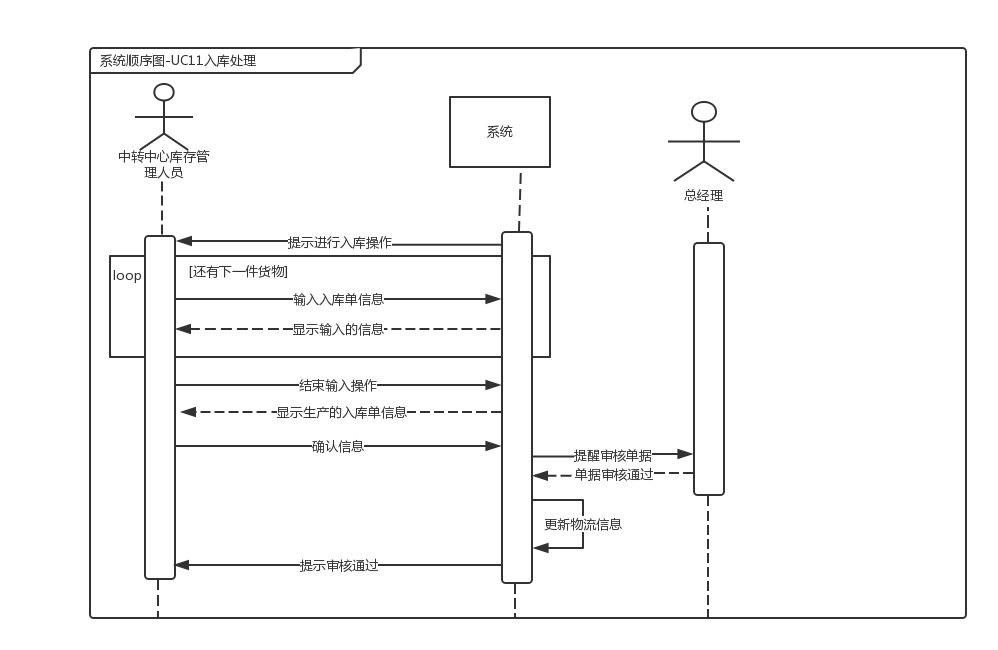 系统顺序图-UC11入库处理
中转中心库存管
理人员
系统
总经理
提示进行入库操作
loop
[还有下一件货物]
输入入库单信息
显示输入的信息
结束输入操作
显示生产的入库单信息
确认信息
提醒审核单据
单据审核通过
更新物流信息
提示审核通过